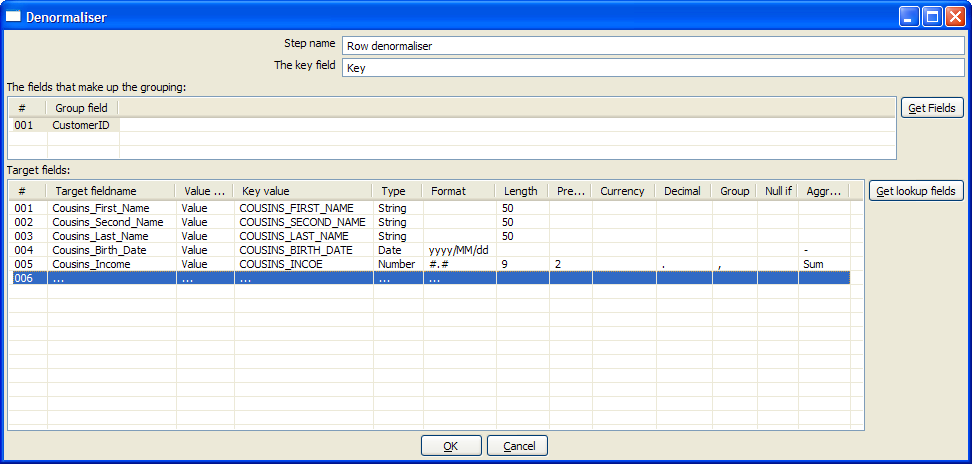 Denormaliser
Step name Row denormaliser
The key field Key
The fields that make up the grouping:
# Group field
001 CustomerID
Get Fields
Target fields:
# Target fieldname Value ... Key value Type Format Length Pre... Currency Decimal Group Null if Aggr...
Get lookup fields
001 Cousins_First_Name Value COUSINS_FIRST_NAME String 50
002 Cousins_Second_Name Value COUSINS_SECOND_NAME String 50
003 Cousins_Last_Name Value COUSINS_LAST_NAME String 50
004 Cousins_Birth_Date Value COUSINS_BIRTH_DATE Date yyyy/MM/dd -
005 Cousins_Income Value COUSINS_INCOE Number #.# 9 2 . , Sum
006 ... ... ... ... ...
OK Cancel